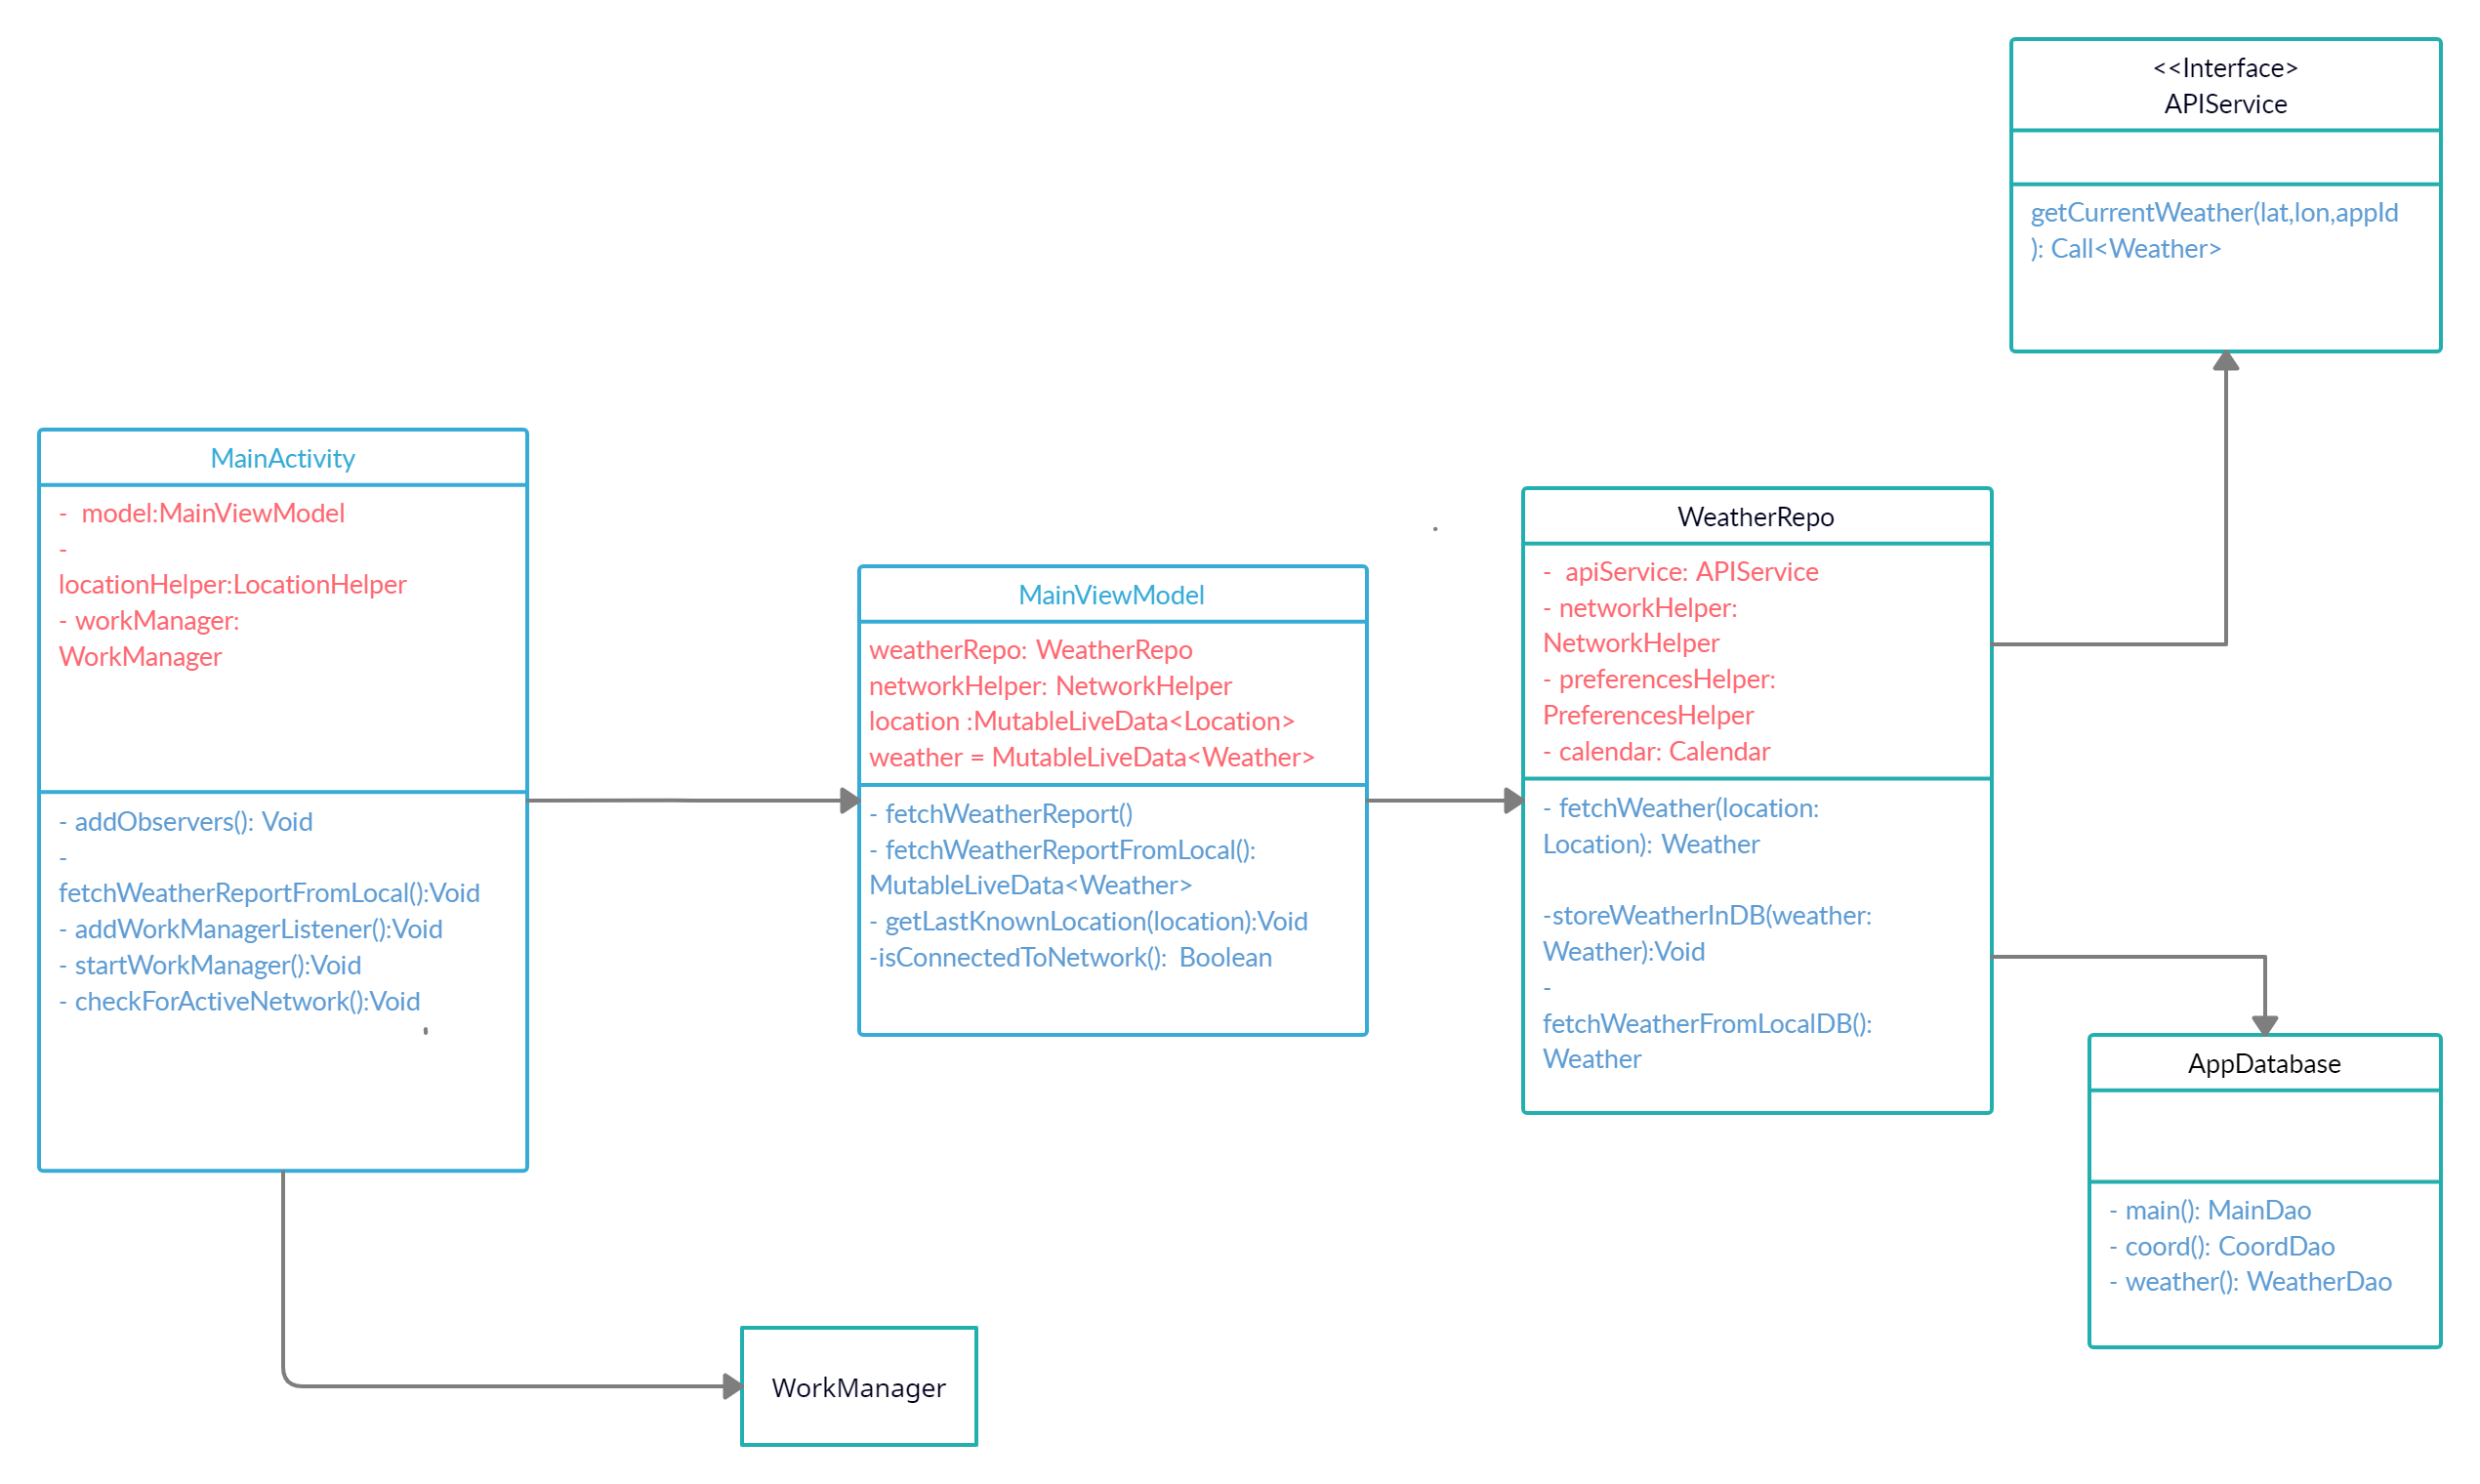 <<Interface>
APIService
getCurrentWeather(lat,lon,appId
): Call<Weather>
MainActivity
- model:MainViewModel
-
locationHelper:LocationHelper
- workManager:
WorkManager
- addObservers(): Void
-
fetchWeatherReportFromLocal():Void
- addWorkManagerListener():Void
- startWorkManager():Void
- checkForActiveNetwork():Void
MainViewModel
weatherRepo: WeatherRepo
networkHelper: NetworkHelper
location :MutableLiveData<Location>
weather = MutableLiveData<Weather>
- fetchWeatherReport()
- fetchWeatherReportFromLocal():
MutableLiveData<Weather>
- getLastKnownLocation(location):Void
-isConnectedToNetwork(): Boolean
WeatherRepo
- apiService: APIService
- networkHelper:
NetworkHelper
- preferencesHelper:
PreferencesHelper
- calendar: Calendar
- fetchWeather(location:
Location): Weather
-storeWeatherInDB(weather:
Weather):Void
-
fetchWeatherFromLocalDB():
Weather
AppDatabase
- main(): MainDao
- coord(): CoordDao
- weather(): WeatherDao
WorkManager